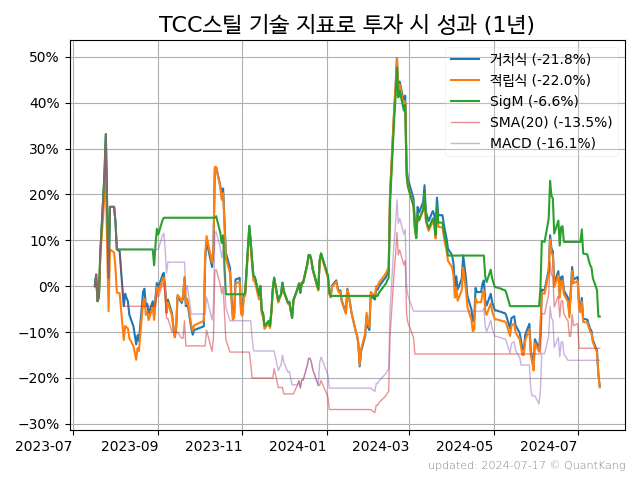 TCC스틸 기술 지표로 투자 시 성과 (1년)
50%
40%
30%
20%
10%
0%
−10%
−20%
−30%
거치식 (-21.8%)
적립식 (-22.0%)
SigM (-6.6%)
SMA(20) (-13.5%)
MACD (-16.1%)
2023-07 2023-09 2023-11 2024-01 2024-03 2024-05 2024-07
updated: 2024-07-17 © QuantKang